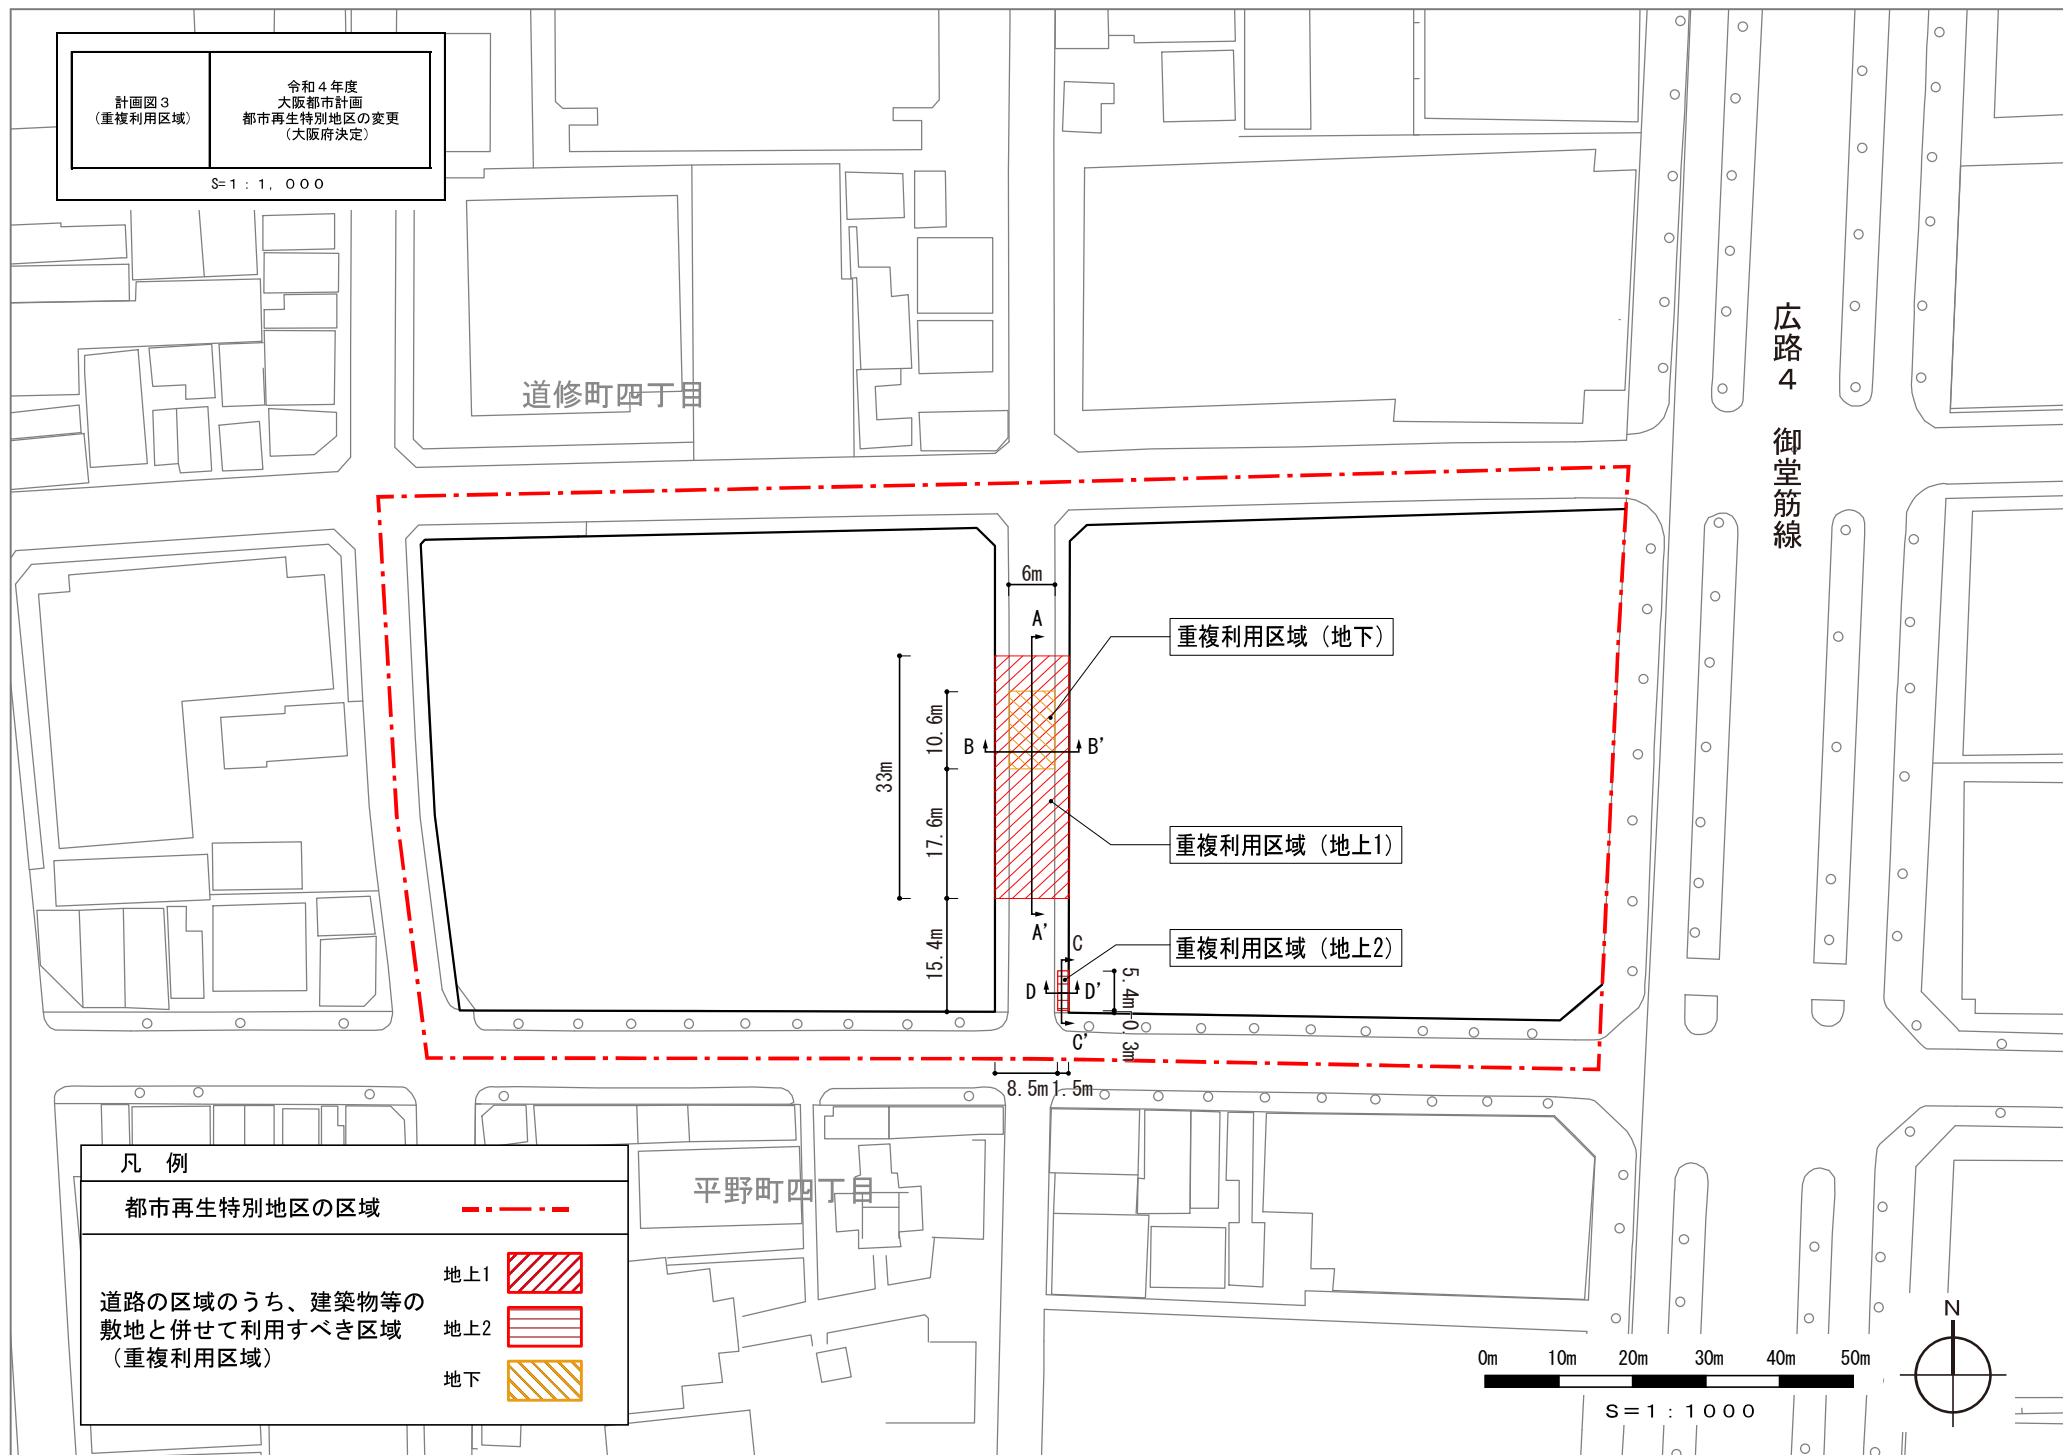 計画図３
（重複利用区域）
令和４年度
大阪都市計画
都市再生特別地区の変更
（大阪府決定）
S=１：１，０００
道修町四丁目
広路４　御堂筋線
6m
A
重複利用区域（地下）
10.6m
B
B'
33m
17.6m
重複利用区域（地上1）
A'
15.4m
C
重複利用区域（地上2）
D
D'
5.4m
0.3m
C'
8.5m
1.5m
平野町四丁目
凡　例
都市再生特別地区の区域
道路の区域のうち、建築物等の
敷地と併せて利用すべき区域
（重複利用区域）
地上1
地上2
地下
N
0m 10m 20m 30m 40m 50m
Ｓ＝１：１０００